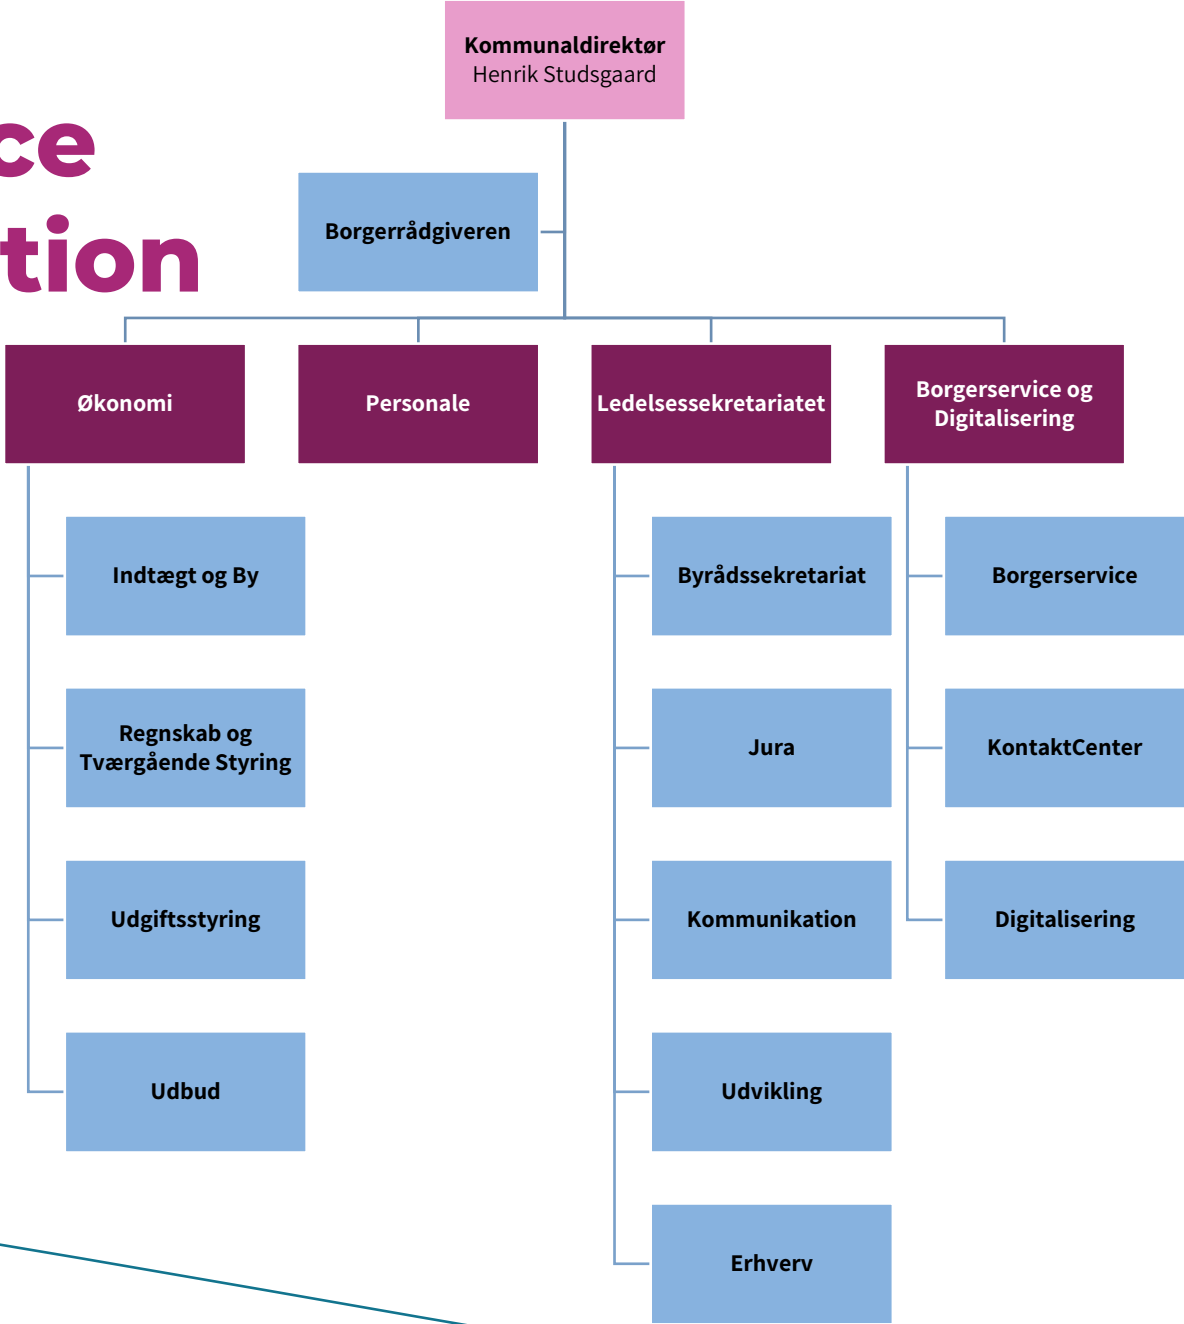 Kommunaldirektør
Henrik Studsgaard
ce
tion
Borgerrådgiveren
Økonomi
Personale
Ledelsessekretariatet
Borgerservice og
Digitalisering
Indtægt og By
Regnskab og
Tværgående Styring
Udgiftsstyring
Udbud
Byrådssekretariat
Jura
Kommunikation
Udvikling
Erhverv
Borgerservice
KontaktCenter
Digitalisering